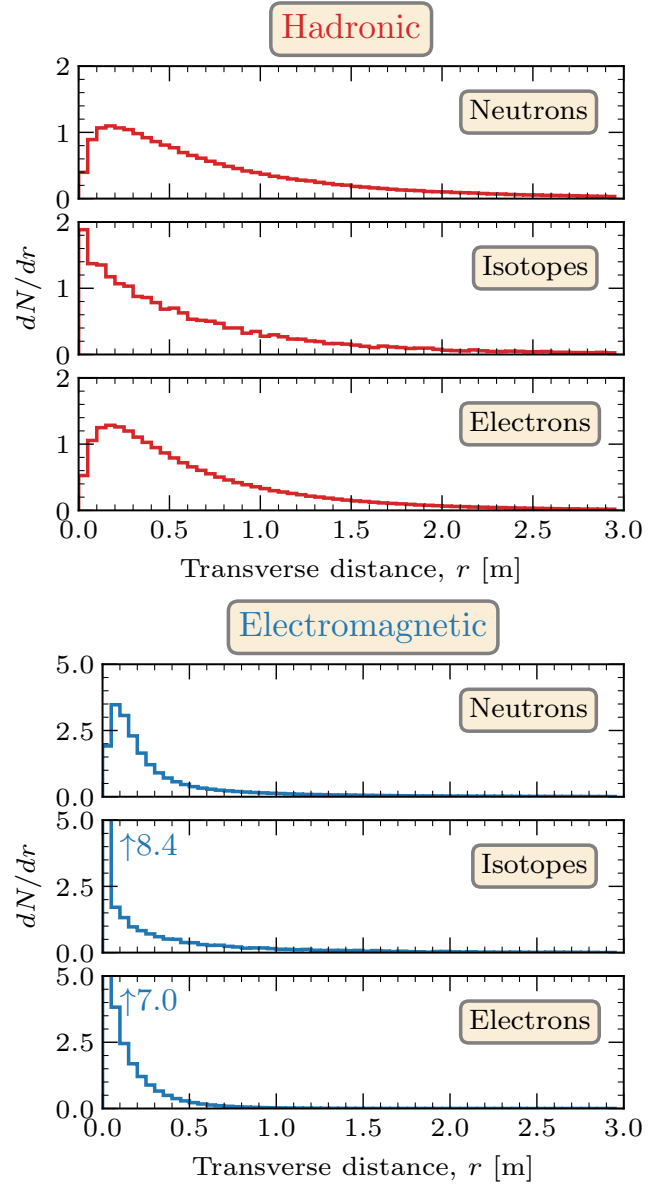 Hadronic
2
1
0
Neutrons
2
1
0
Isotopes
2
1
0
Electrons
dN/dr
0.0 0.5 1.0 1.5 2.0 2.5 3.0
Transverse distance, r [m]
Electromagnetic
5.0
2.5
0.0
Neutrons
5.0
2.5
0.0
↑8.4
Isotopes
5.0
2.5
0.0
↑7.0
Electrons
dN/dr
0.0 0.5 1.0 1.5 2.0 2.5 3.0
Transverse distance, r [m]